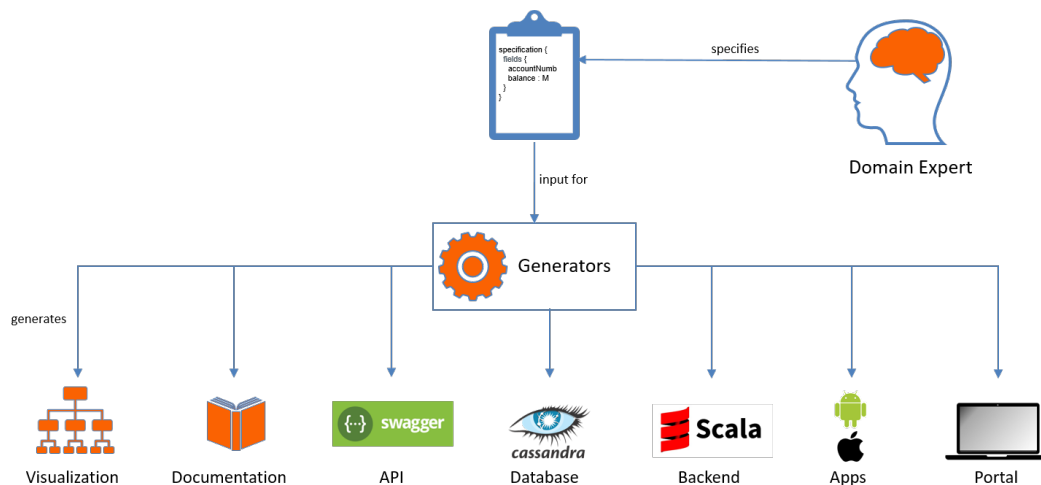 specification {
fields {
accountNumb
balance : M
}
}
specifies
Domain Expert
input for
Generators
generates
{···} swagger
cassandra
Scala
Visualization
Documentation
API
Database
Backend
Apps
Portal